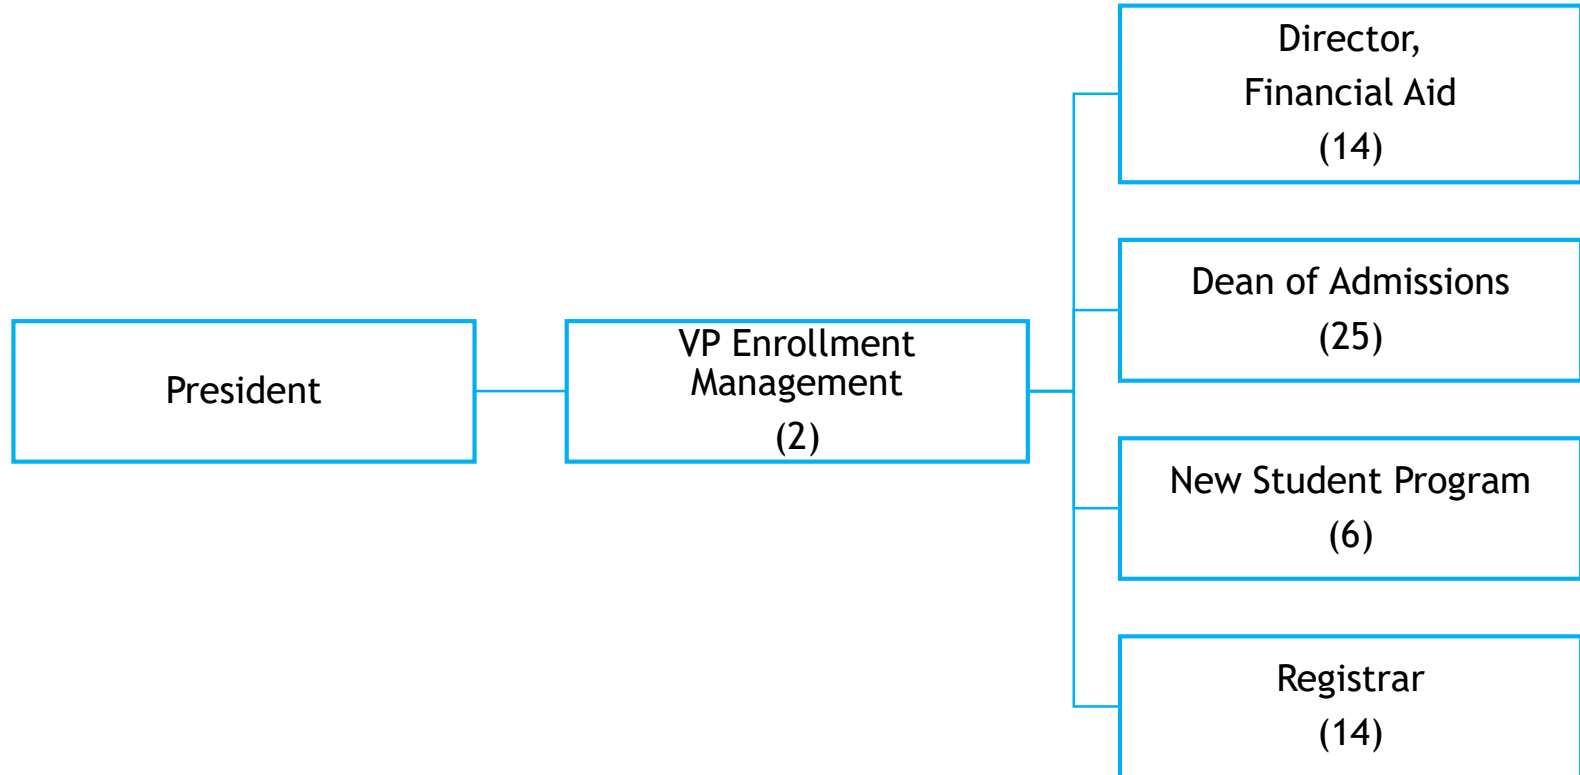 President
VP Enrollment
Management
(2)
Director,
Financial Aid
(14)
Dean of Admissions
(25)
New Student Program
(6)
Registrar
(14)